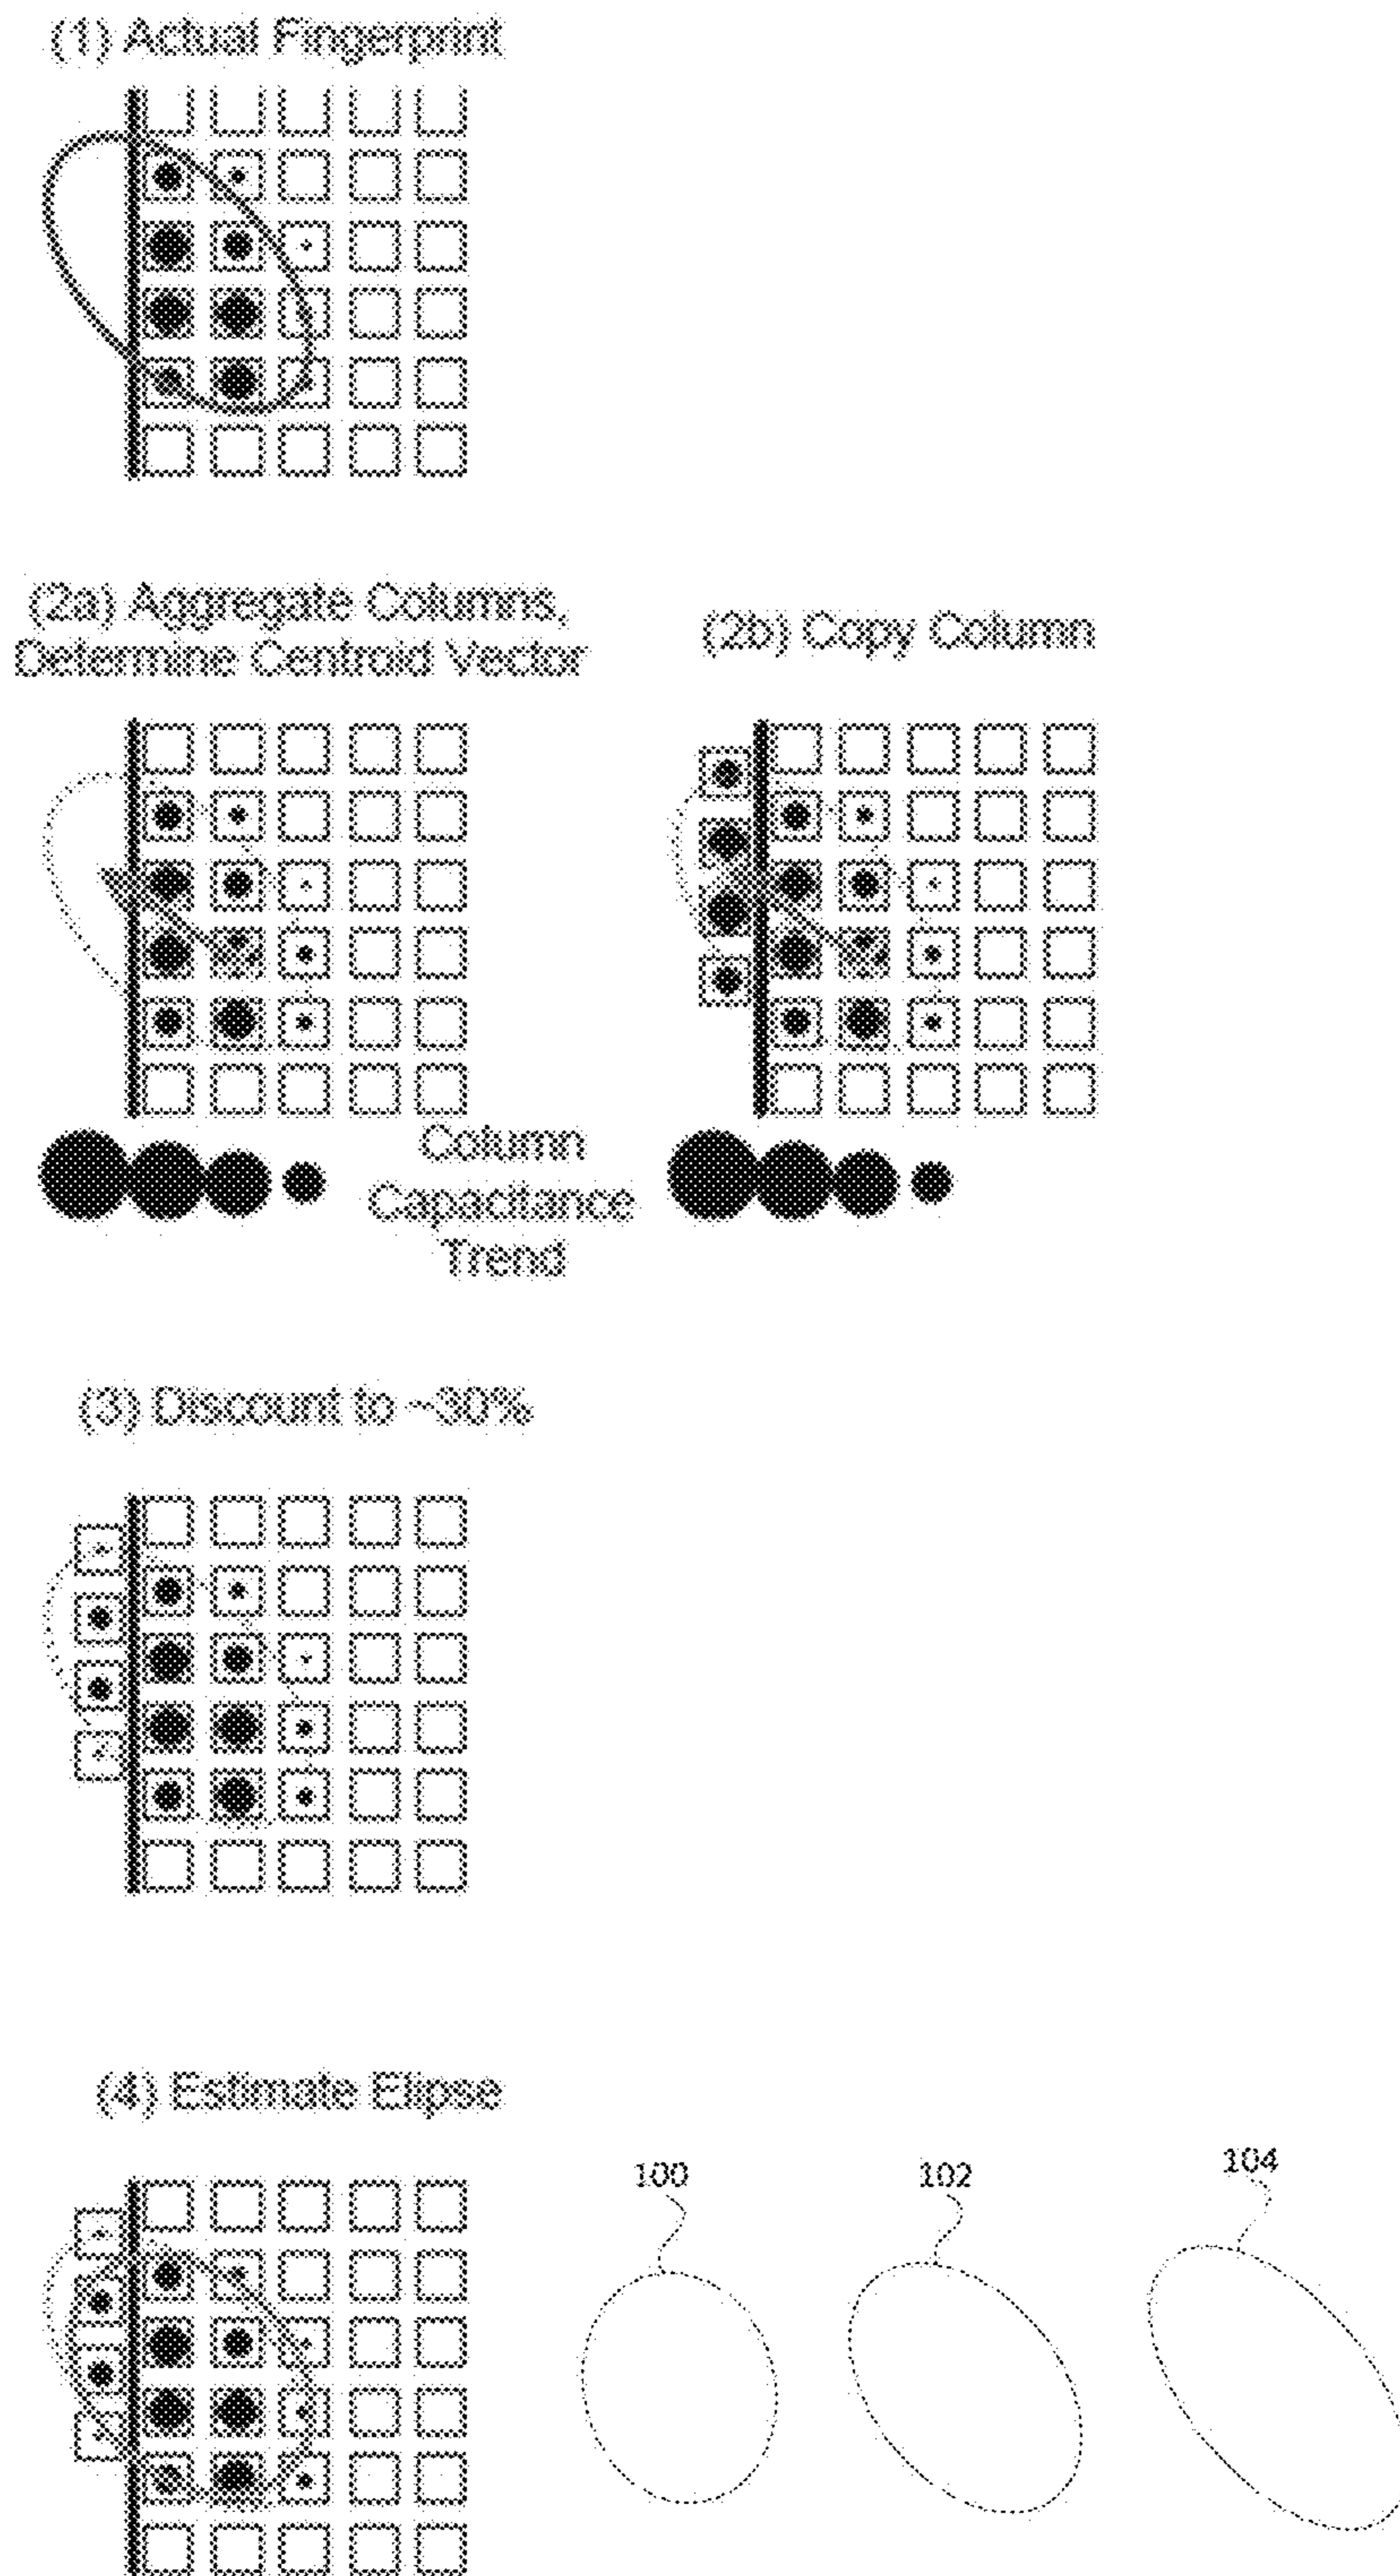 (1) Actual Fingerprint
(2a) Aggregate Columns,
Determine Centroid Vector
(2b) Copy Column
Column
Capacitance
Trend
(3) Discount to ~30%
(4) Estimate Elipse
100
102
104